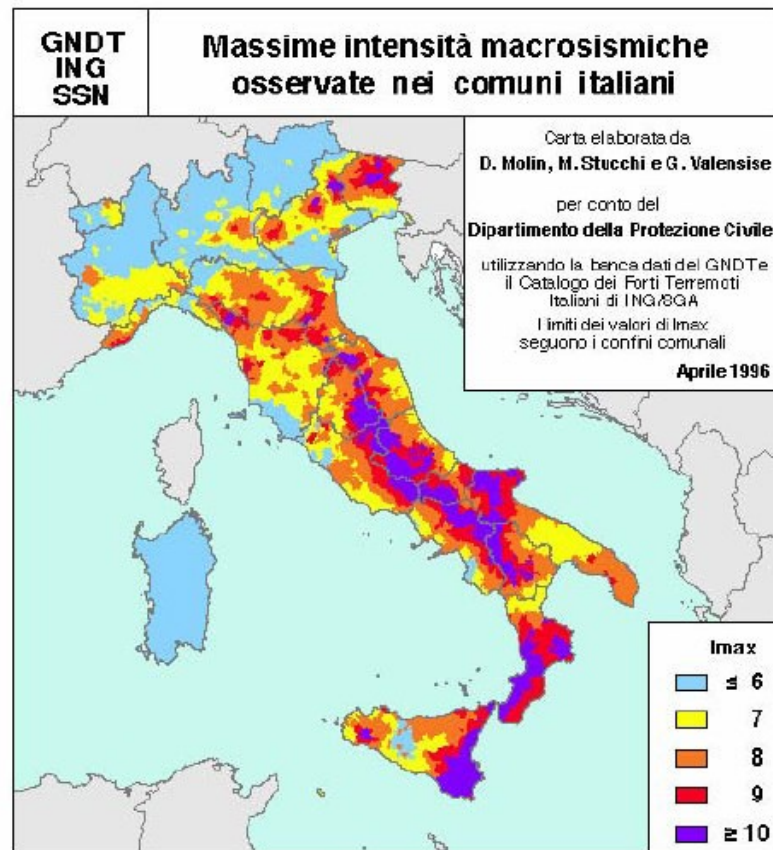 GNDT
ING
SSN
Massime intensità macrosismiche
osservate nei comuni italiani
Carta elaborata da
D. Molin, M. Stucchi e G. Valensise
per conto del
Dipartimento della Protezione Civile
utilizzando la banca dati del GNDT e
il Catalogo dei Forti Terremoti
Italiani di ING/SGA
I limiti dei valori di Imax
seguono i confini comunali
Aprile 1996
Imax
≤ 6
7
8
9
≥ 10